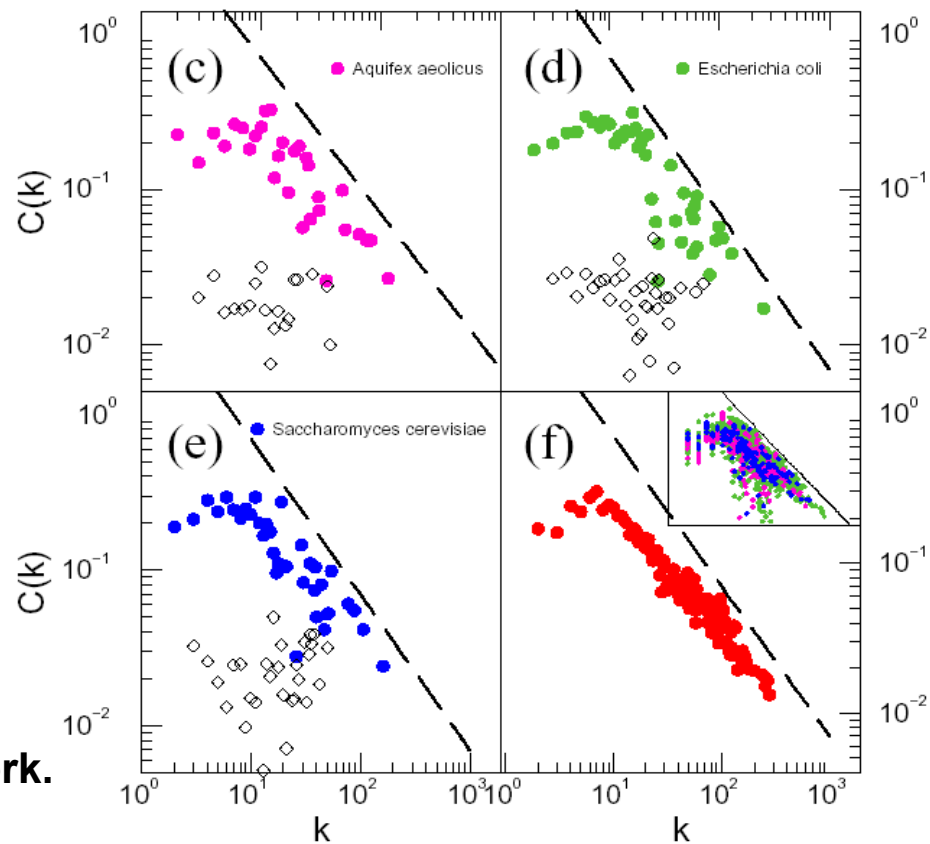 10⁰
(c)
Aquifex aeolicus
(d)
Escherichia coli
10⁰
C(k)
10⁻¹
10⁻¹
10⁻²
10⁻²
10⁰
(e)
Saccharomyces cerevisiae
(f)
10⁰
C(k)
10⁻¹
10⁻¹
10⁻²
10⁻²
rk.
10⁰
10¹
10²
10³
10⁰
10¹
10²
10³
k
k